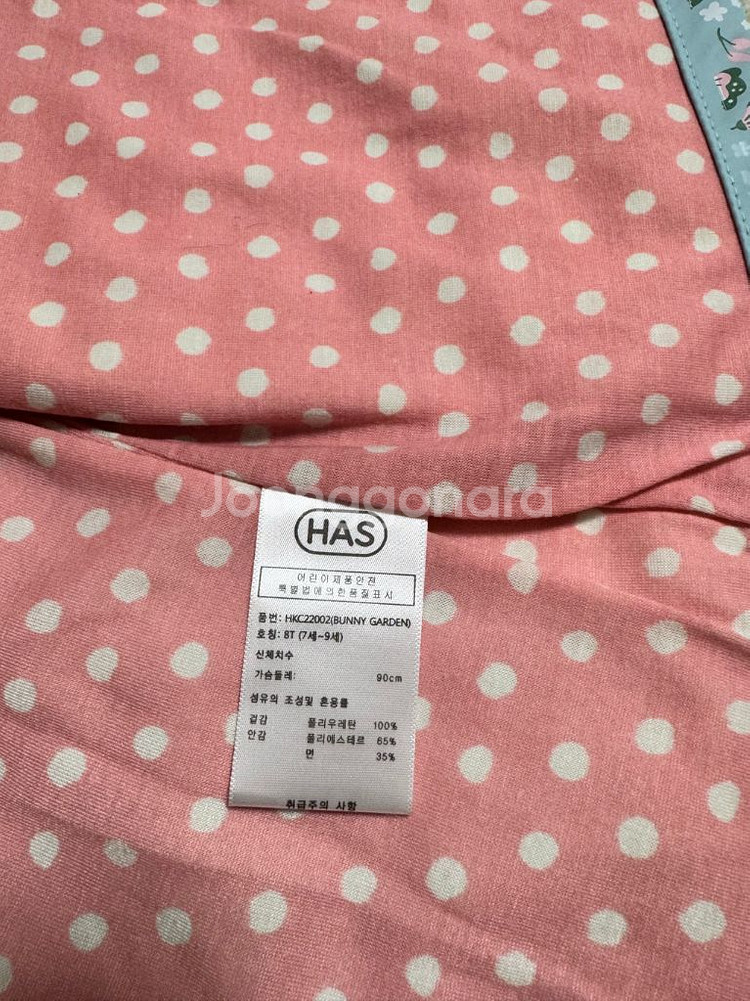 Joonggonara
HAS
어린이제품안전
특별법에의한품질표시
품번: HKC22002(BUNNY GARDEN)
호칭: 8T (7세~9세)
신체치수
가슴둘레: 90cm
섬유의 조성및 혼용률
겉감 폴리우레탄 100%
안감 폴리에스테르 65%
면 35%
취급주의 사항